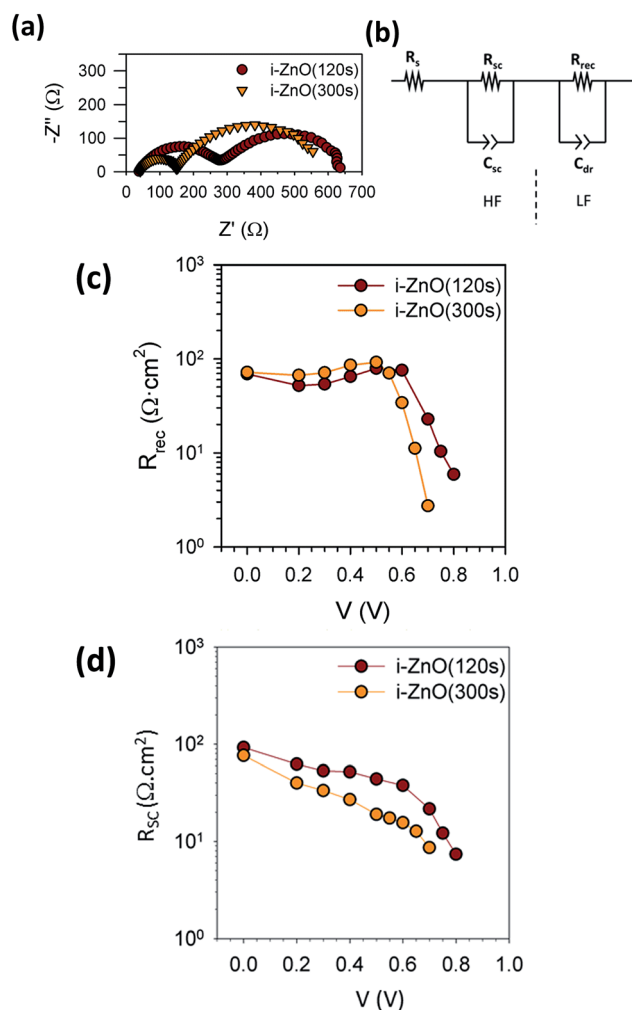 (a)
-Z'' (Ω)
300
200
100
0
i-ZnO(120s)
i-ZnO(300s)
0 100 200 300 400 500 600 700
Z' (Ω)
(b)
Rs Rsc Rrec
Csc Cdr
HF LF
(c)
Rrec (Ω·cm²)
10³
10²
10¹
10⁰
i-ZnO(120s)
i-ZnO(300s)
0.0 0.2 0.4 0.6 0.8 1.0
V (V)
(d)
RSC(Ω.cm²)
10³
10²
10¹
10⁰
i-ZnO(120s)
i-ZnO(300s)
0.0 0.2 0.4 0.6 0.8 1.0
V (V)